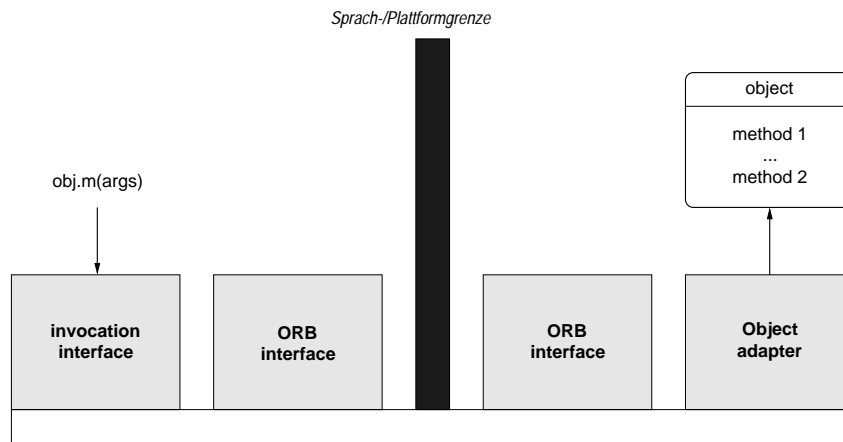 Sprach-/Plattformgrenze
object
method 1
...
method 2
obj.m(args)
invocation
interface
ORB
interface
ORB
interface
Object
adapter